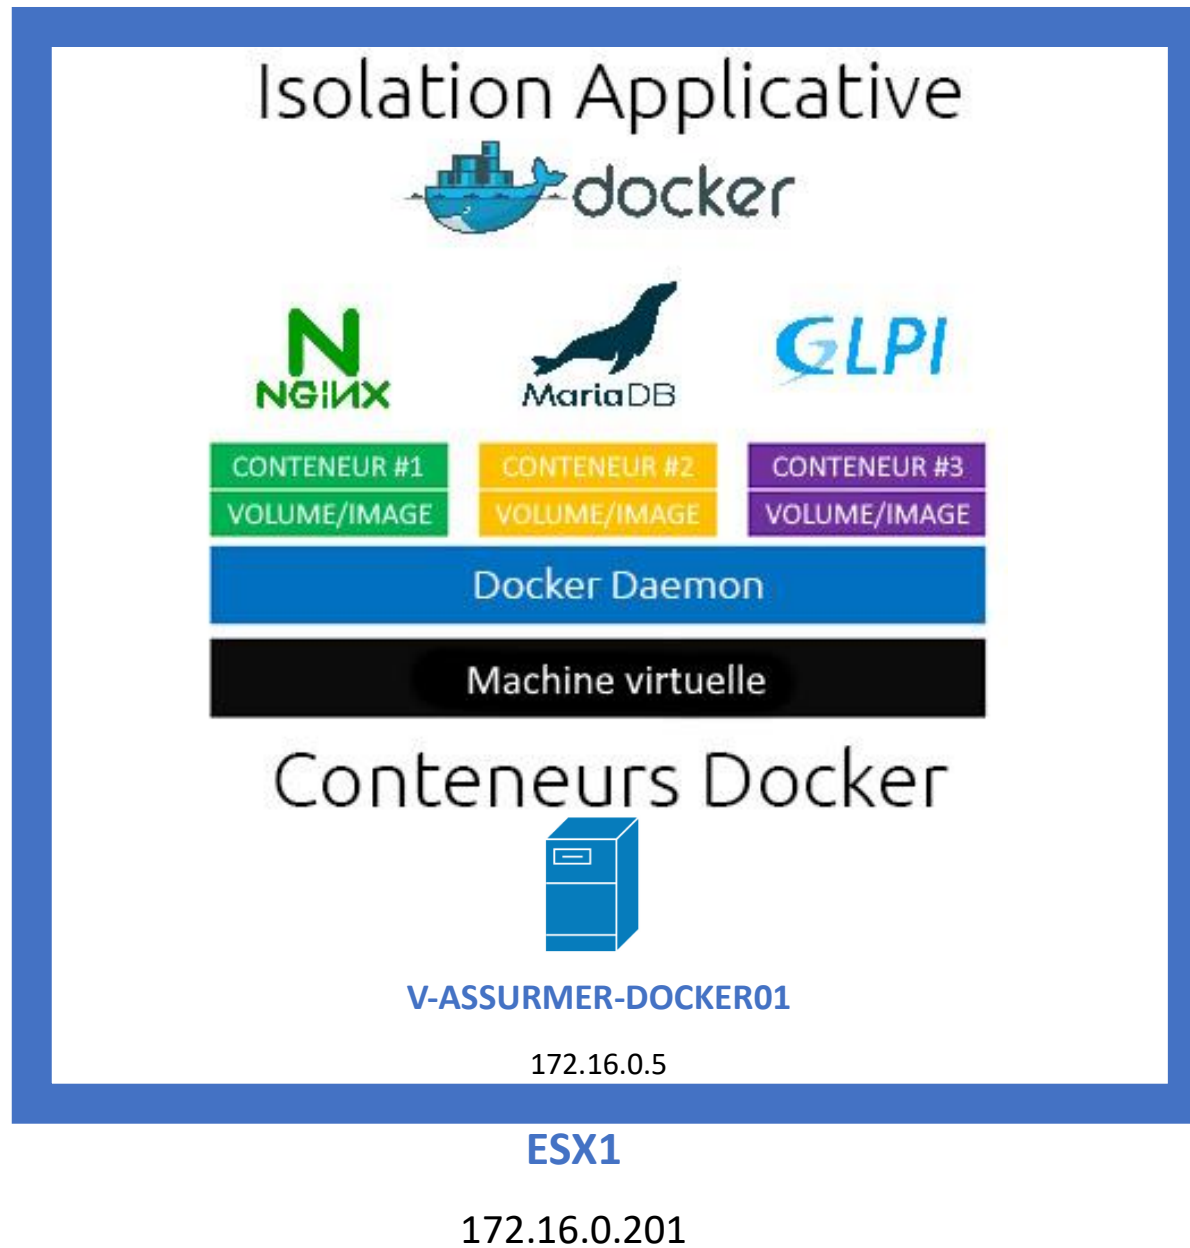 Isolation Applicative
docker
NGiNX
MariaDB
GLPI
CONTENEUR #1
CONTENEUR #2
CONTENEUR #3
VOLUME/IMAGE
VOLUME/IMAGE
VOLUME/IMAGE
Docker Daemon
Machine virtuelle
Conteneurs Docker
V-ASSURMER-DOCKER01
172.16.0.5
ESX1
172.16.0.201